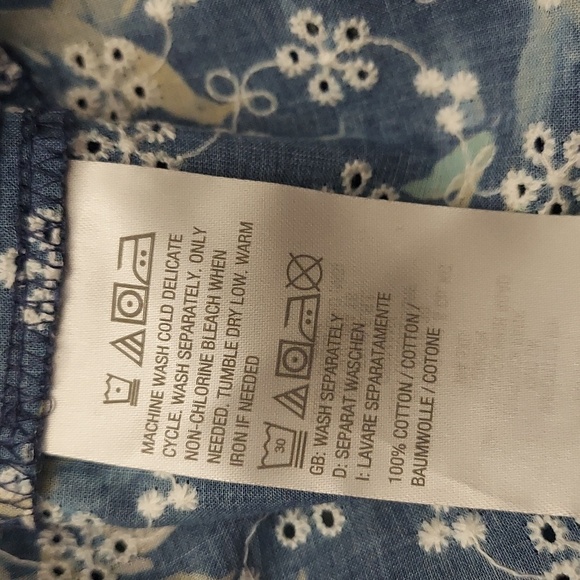 MACHINE WASH COLD DELICATE
CYCLE. WASH SEPARATELY. ONLY
NON-CHLORINE BLEACH WHEN
NEEDED. TUMBLE DRY LOW. WARM
IRON IF NEEDED
30
GB: WASH SEPARATELY
D: SEPARAT WASCHEN
I: LAVARE SEPARATAMENTE
100% COTTON / COTTON /
BAUMWOLLE / COTONE